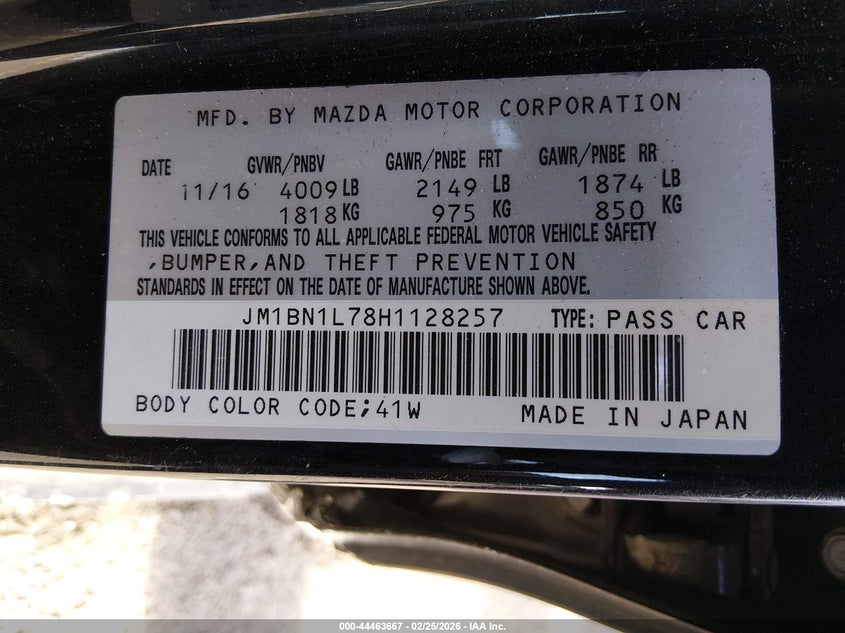 MFD. BY MAZDA MOTOR CORPORATION
DATE GVWR/PNBV GAWR/PNBE FRT GAWR/PNBE RR
11/16 4009 LB 2149 LB 1874 LB
1818 KG 975 KG 850 KG
THIS VEHICLE CONFORMS TO ALL APPLICABLE FEDERAL MOTOR VEHICLE SAFETY
,BUMPER,AND THEFT PREVENTION
STANDARDS IN EFFECT ON THE DATE OF MANUFACTURE SHOWN ABOVE.
JM1BN1L78H1128257 TYPE: PASS CAR
BODY COLOR CODE;41W MADE IN JAPAN
000-44463667 - 02/25/2026 - IAA Inc.